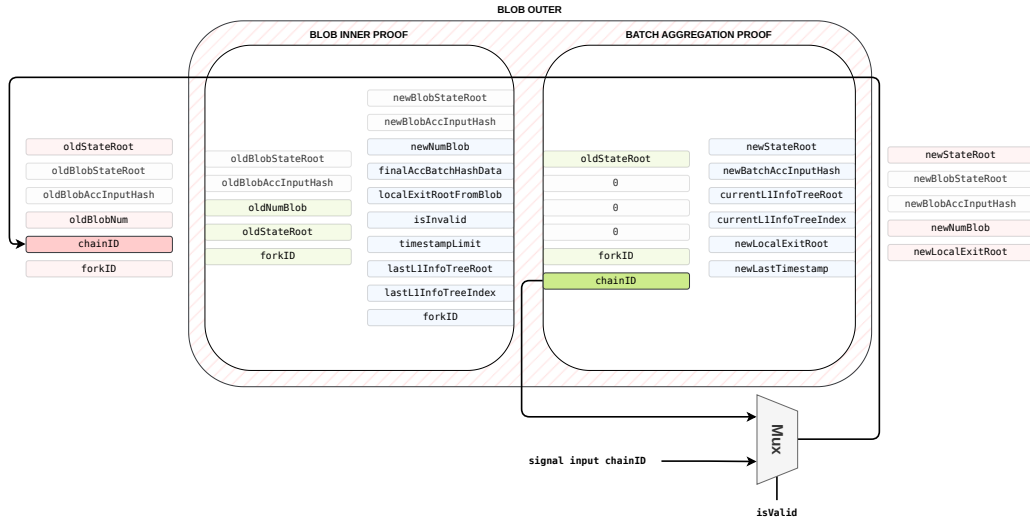 BLOB OUTER
BLOB INNER PROOF
BATCH AGGREGATION PROOF
oldStateRoot
oldBlobStateRoot
oldBlobAccInputHash
oldBlobNum
chainID
forkID
oldBlobStateRoot
oldBlobAccInputHash
oldNumBlob
oldStateRoot
forkID
newBlobStateRoot
newBlobAccInputHash
newNumBlob
finalAccBatchHashData
localExitRootFromBlob
isInvalid
timestampLimit
lastL1InfoTreeRoot
lastL1InfoTreeIndex
forkID
oldStateRoot
0
0
0
forkID
chainID
newStateRoot
newBatchAccInputHash
currentL1InfoTreeRoot
currentL1InfoTreeIndex
newLocalExitRoot
newLastTimestamp
newStateRoot
newBlobStateRoot
newBlobAccInputHash
newNumBlob
newLocalExitRoot
Mux
signal input chainID
isValid